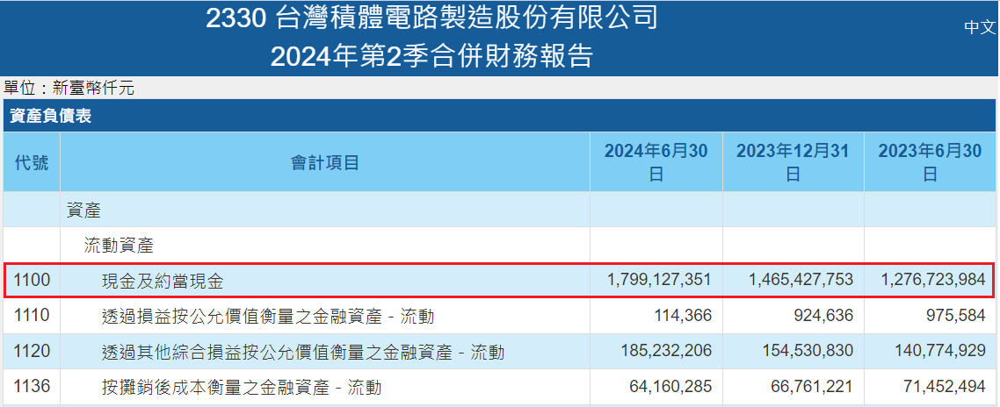 2330 台灣積體電路製造股份有限公司
2024年第2季合併財務報告
中文
單位：新臺幣仟元
資產負債表
代號 會計項目 2024年6月30日 2023年12月31日 2023年6月30日
資產
流動資產
1100 現金及約當現金 1,799,127,351 1,465,427,753 1,276,723,984
1110 透過損益按公允價值衡量之金融資產－流動 114,366 924,636 975,584
1120 透過其他綜合損益按公允價值衡量之金融資產－流動 185,232,206 154,530,830 140,774,929
1136 按攤銷後成本衡量之金融資產－流動 64,160,285 66,761,221 71,452,494